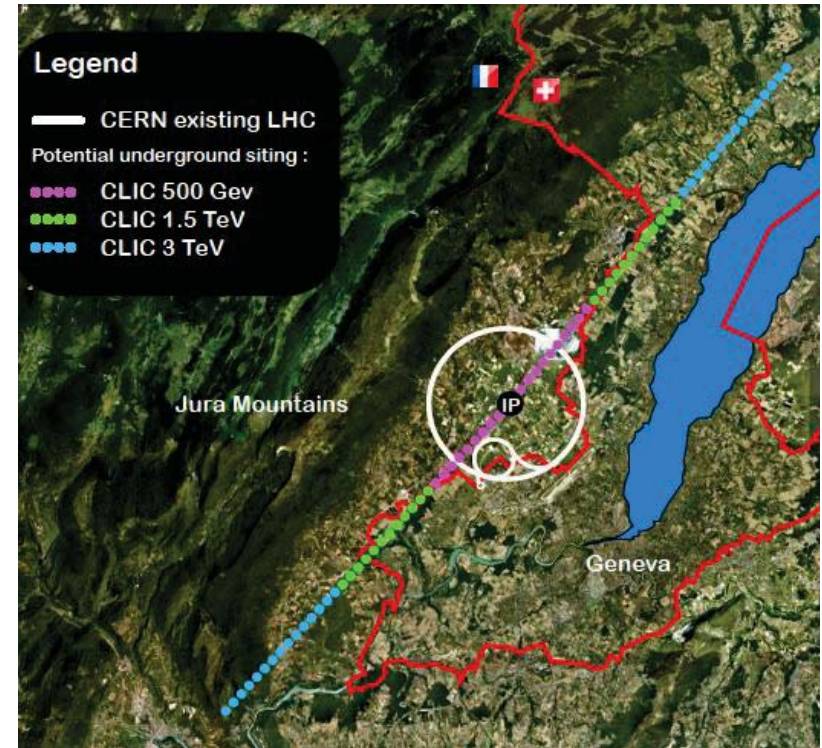 Legend
CERN existing LHC
Potential underground siting :
CLIC 500 Gev
CLIC 1.5 TeV
CLIC 3 TeV
Jura Mountains
IP
Geneva